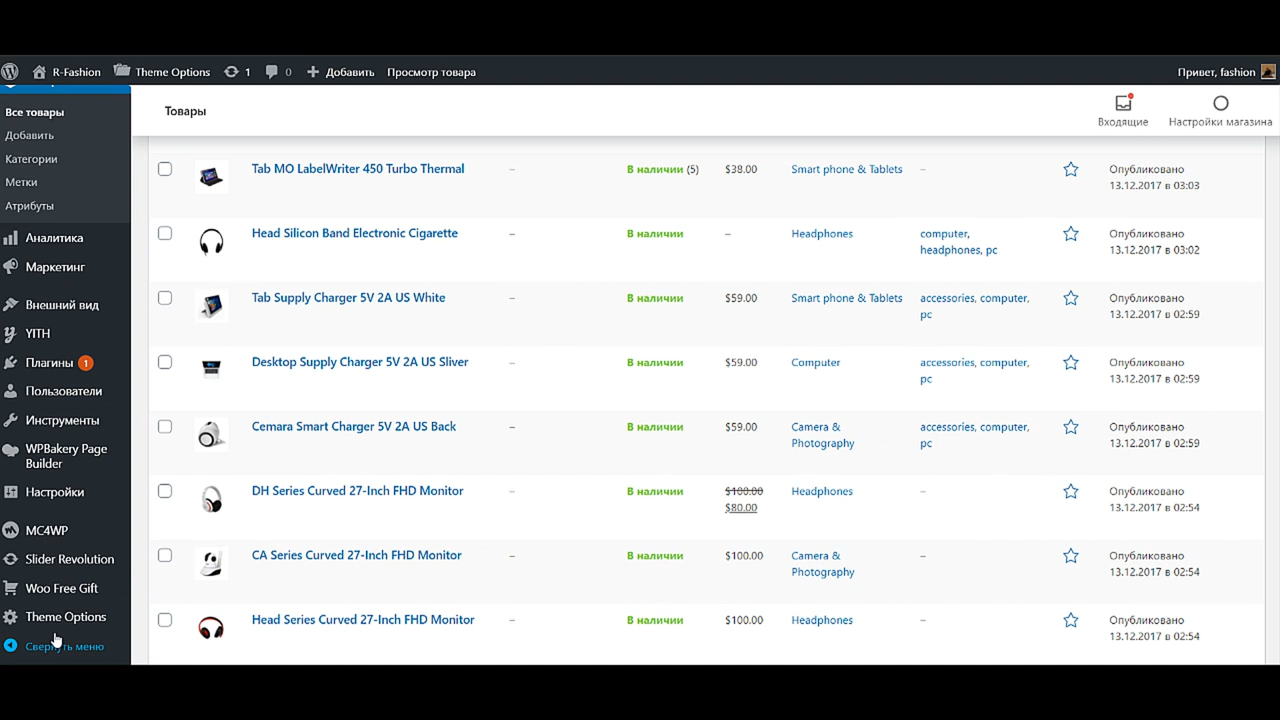 R-Fashion Theme Options 1 0 Добавить Просмотр товара Привет, fashion
Все товары
Добавить
Категории
Метки
Атрибуты
Аналитика
Маркетинг
Внешний вид
YITH
Плагины 1
Пользователи
Инструменты
WPBakery Page
Builder
Настройки
MC4WP
Slider Revolution
Woo Free Gift
Theme Options
Свернуть меню
Товары
Входящие
Настройки магазина
Tab MO LabelWriter 450 Turbo Thermal – В наличии (5) $38.00 Smart phone & Tablets – Опубликовано
13.12.2017 в 03:03
Head Silicon Band Electronic Cigarette – В наличии – Headphones computer, Опубликовано
headphones, pc 13.12.2017 в 03:02
Tab Supply Charger 5V 2A US White – В наличии $59.00 Smart phone & Tablets accessories, computer, Опубликовано
pc 13.12.2017 в 02:59
Desktop Supply Charger 5V 2A US Sliver – В наличии $59.00 Computer accessories, computer, Опубликовано
pc 13.12.2017 в 02:59
Cemara Smart Charger 5V 2A US Back – В наличии $59.00 Camera & accessories, computer, Опубликовано
Photography pc 13.12.2017 в 02:59
DH Series Curved 27-Inch FHD Monitor – В наличии $100.00 Headphones – Опубликовано
$80.00 13.12.2017 в 02:54
CA Series Curved 27-Inch FHD Monitor – В наличии $100.00 Camera & – Опубликовано
Photography 13.12.2017 в 02:54
Head Series Curved 27-Inch FHD Monitor – В наличии $100.00 Headphones – Опубликовано
13.12.2017 в 02:54